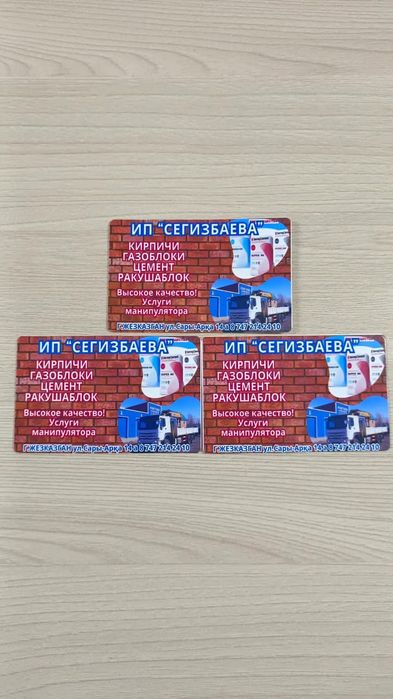 ИП “СЕГИЗБАЕВА”
КИРПИЧИ
ГАЗОБЛОКИ
ЦЕМЕНТ
РАКУШАБЛОК
Высокое качество!
Услуги
манипулятора
Г.ЖЕЗКАЗГАН ул.Сары-Арқа 14 а 8 747 214 24 10
ИП “СЕГИЗБАЕВА”
КИРПИЧИ
ГАЗОБЛОКИ
ЦЕМЕНТ
РАКУШАБЛОК
Высокое качество!
Услуги
манипулятора
Г.ЖЕЗКАЗГАН ул.Сары-Арқа 14 а 8 747 214 24 10
ИП “СЕГИЗБАЕВА”
КИРПИЧИ
ГАЗОБЛОКИ
ЦЕМЕНТ
РАКУШАБЛОК
Высокое качество!
Услуги
манипулятора
Г.ЖЕЗКАЗГАН ул.Сары-Арқа 14 а 8 747 214 24 10